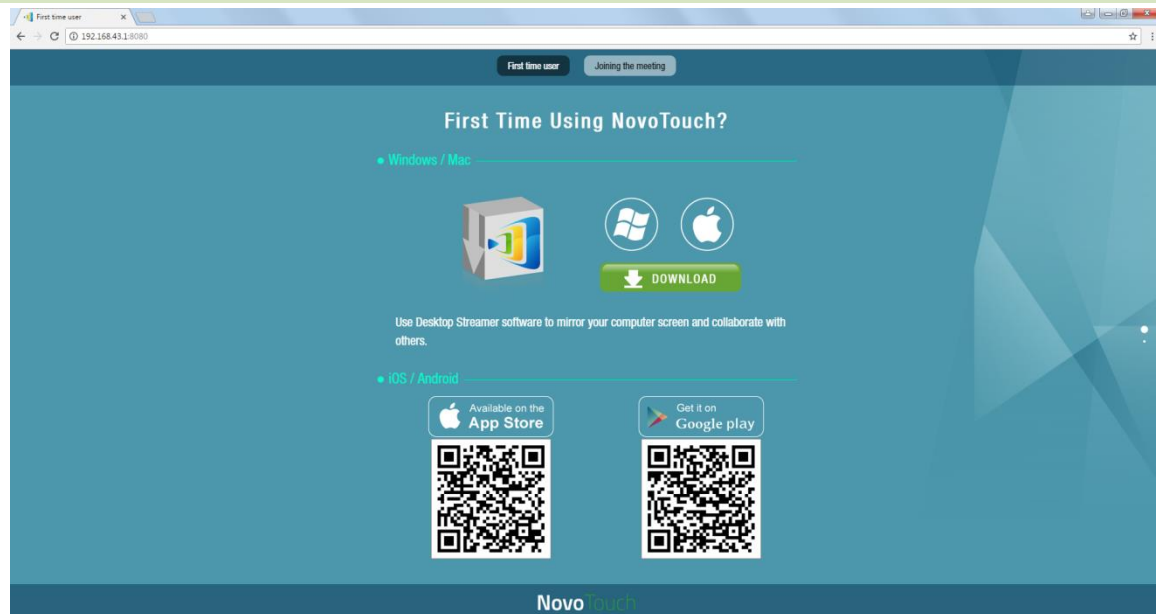 First time user
192.168.43.1:8080
First time user
Joining the meeting
First Time Using NovoTouch?
Windows / Mac
DOWNLOAD
Use Desktop Streamer software to mirror your computer screen and collaborate with
others.
iOS / Android
Available on the
App Store
Get it on
Google play
NovoTouch